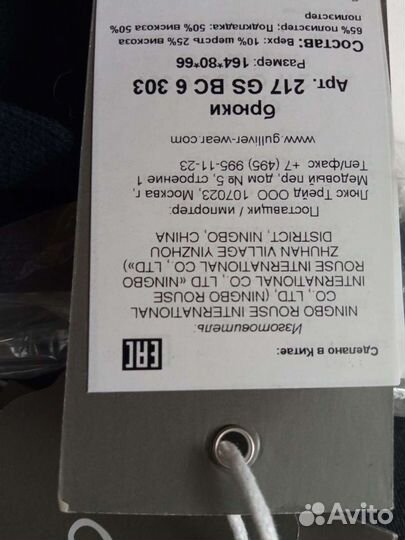 Сделано в Китае:
EAC
Изготовитель:
NINGBO ROUSE INTERNATIONAL
CO., LTD, (NINGBO ROUSE
INTERNATIONAL CO., LTD «NINGBO
ROUSE INTERNATIONAL CO., LTD»)
ZHUHAN VILLAGE YINZHOU
DISTRICT, NINGBO, CHINA
Поставщик / импортер:
Люкс Трейд ООО 107023, Москва г,
Медовый пер, дом № 5, строение 1
Тел/факс +7 (495) 995-11-23
www.gulliver-wear.com
брюки
Арт. 217 GS BC 6 303
Размер: 164*80*66
Состав: Верх: 10% шерсть 25% вискоза
65% полиэстер; Подкладка: 50% вискоза 50%
полиэстер
Avito